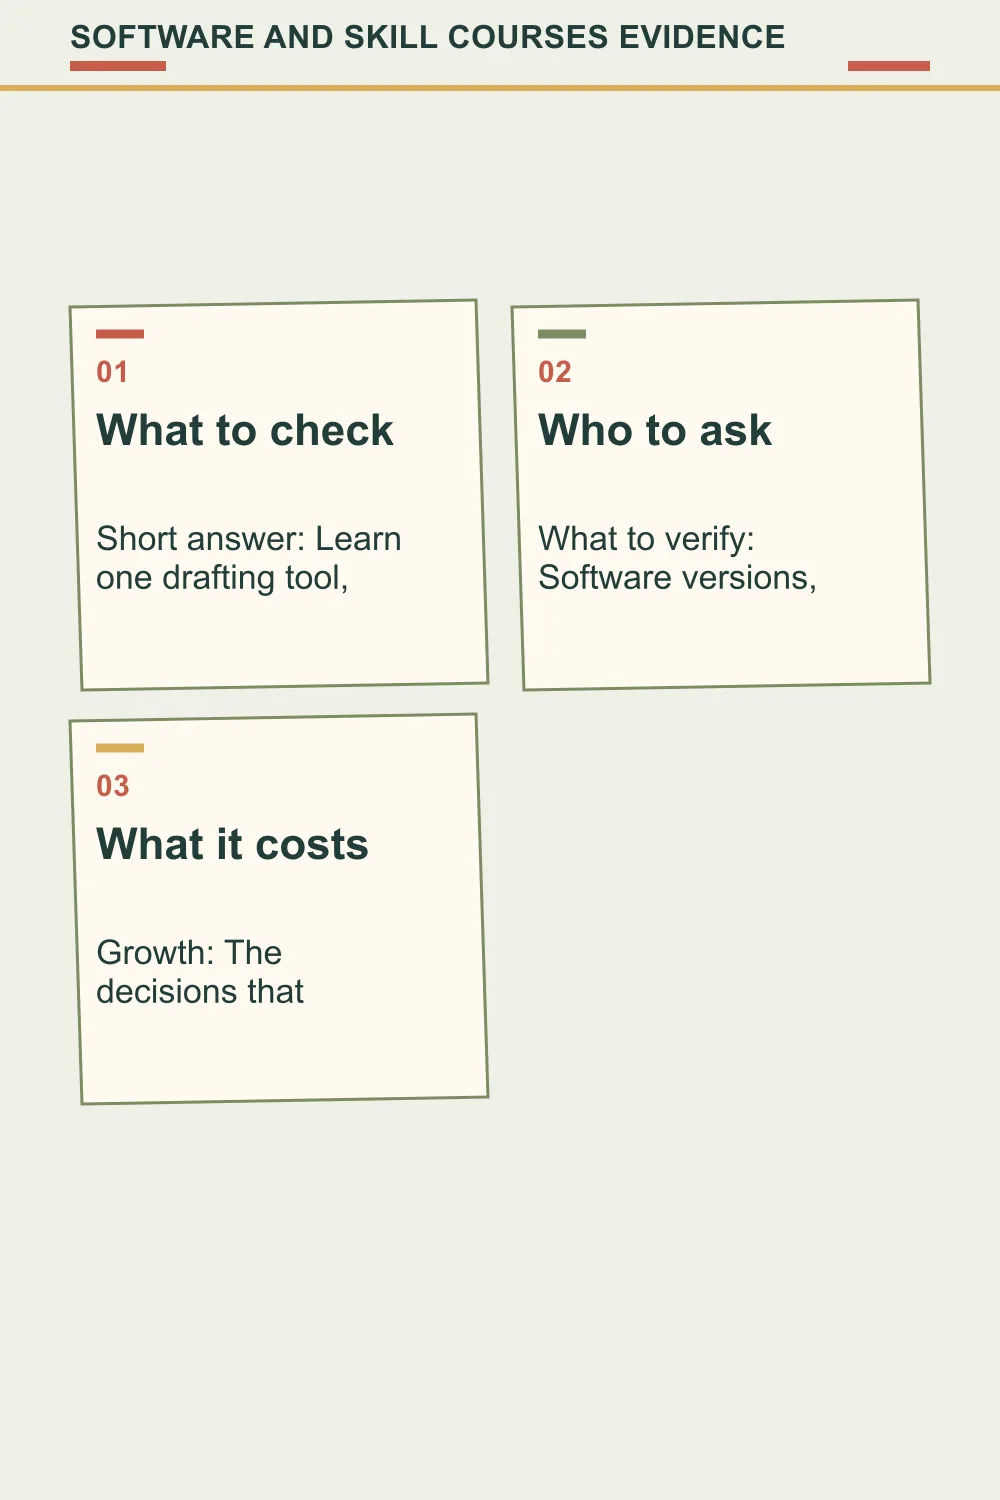 SOFTWARE AND SKILL COURSES EVIDENCE
01
What to check
Short answer: Learn
one drafting tool,
02
Who to ask
What to verify:
Software versions,
03
What it costs
Growth: The
decisions that